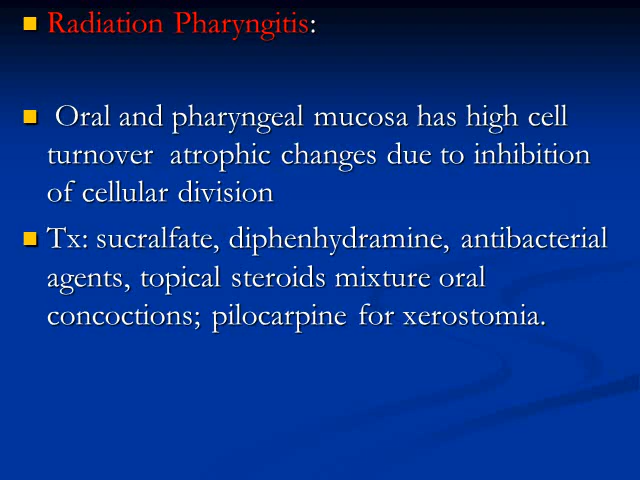 Radiation Pharyngitis:
Oral and pharyngeal mucosa has high cell
turnover  atrophic changes due to inhibition
of cellular division
Tx: sucralfate, diphenhydramine, antibacterial
agents, topical steroids mixture oral
concoctions; pilocarpine for xerostomia.